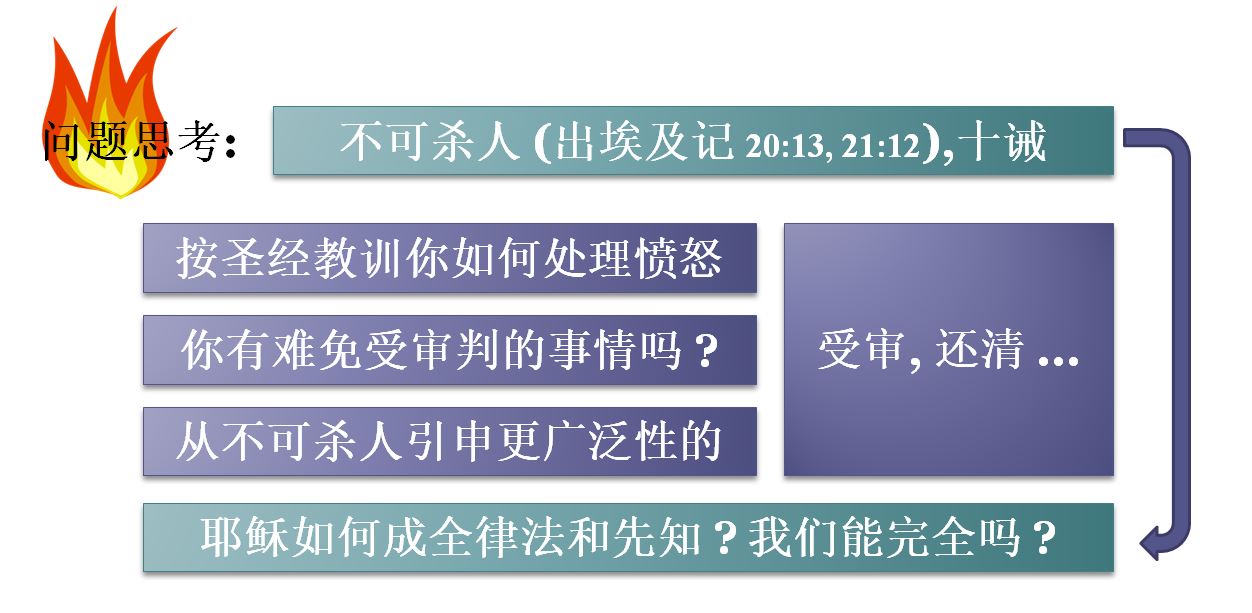 问题思考:
不可杀人 (出埃及记 20:13, 21:12),十诫
按圣经教训你如何处理愤怒
你有难免受审判的事情吗?
从不可杀人引申更广泛性的
受审, 还清 ...
耶稣如何成全律法和先知?我们能完全吗?